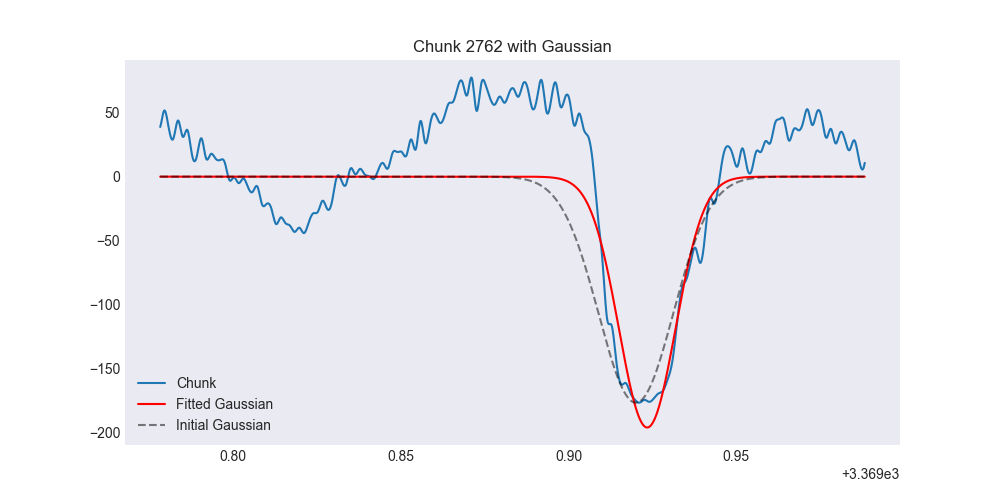 Chunk 2762 with Gaussian
50
0
−50
−100
−150
−200
Chunk
Fitted Gaussian
Initial Gaussian
0.80 0.85 0.90 0.95
+3.369e3